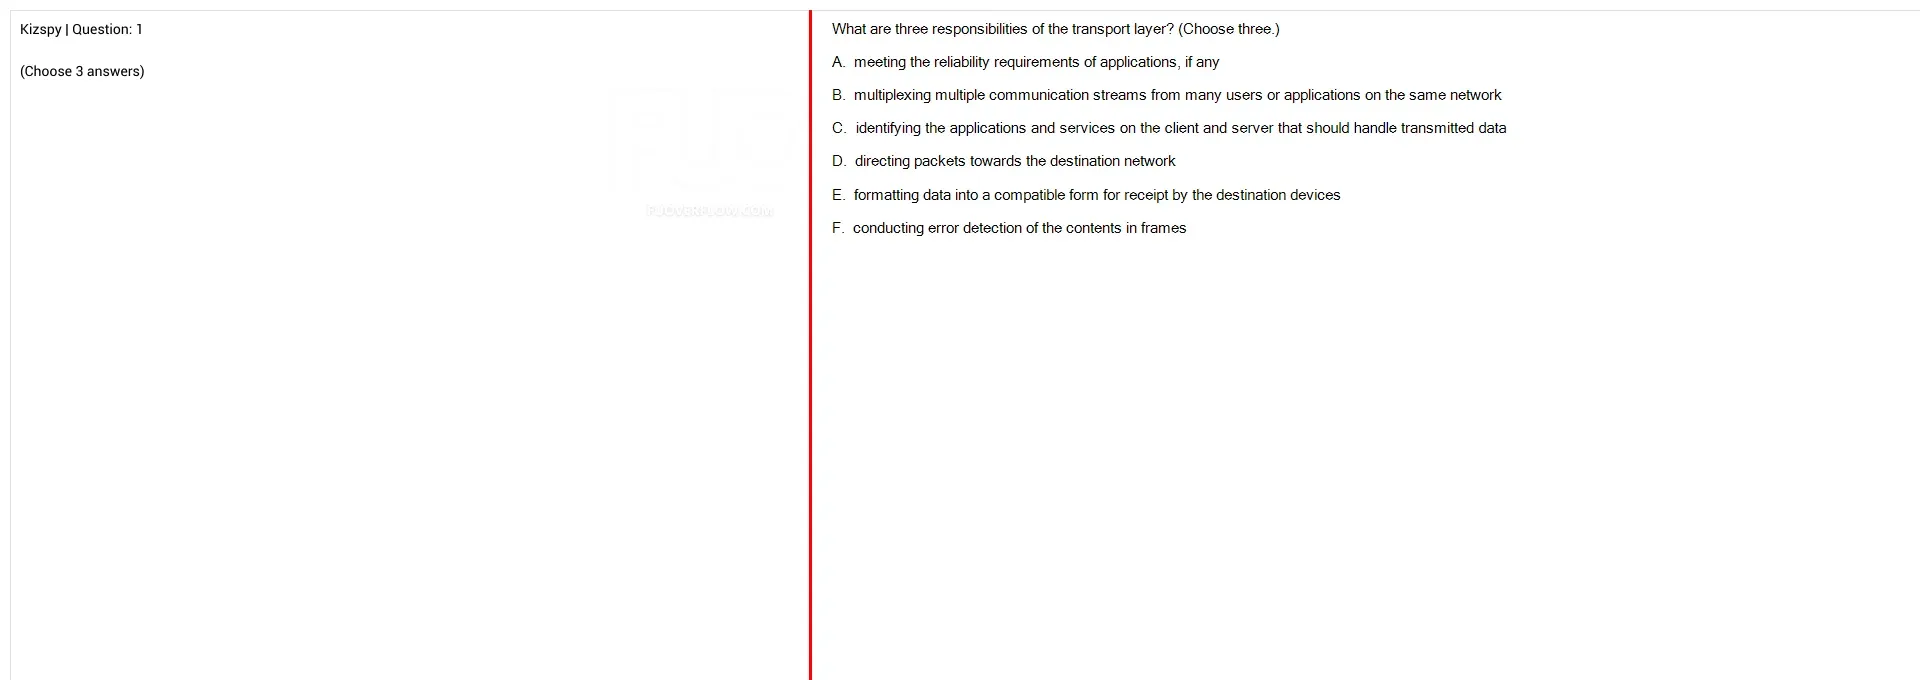 Kizspy | Question: 1
(Choose 3 answers)
FUOVERFLOW.COM
What are three responsibilities of the transport layer? (Choose three.)
A. meeting the reliability requirements of applications, if any
B. multiplexing multiple communication streams from many users or applications on the same network
C. identifying the applications and services on the client and server that should handle transmitted data
D. directing packets towards the destination network
E. formatting data into a compatible form for receipt by the destination devices
F. conducting error detection of the contents in frames